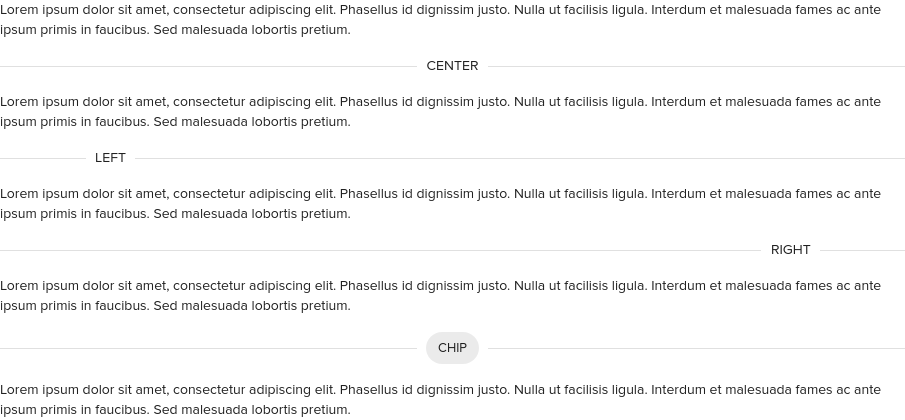 Lorem ipsum dolor sit amet, consectetur adipiscing elit. Phasellus id dignissim justo. Nulla ut facilisis ligula. Interdum et malesuada fames ac ante
ipsum primis in faucibus. Sed malesuada lobortis pretium.
CENTER
Lorem ipsum dolor sit amet, consectetur adipiscing elit. Phasellus id dignissim justo. Nulla ut facilisis ligula. Interdum et malesuada fames ac ante
ipsum primis in faucibus. Sed malesuada lobortis pretium.
LEFT
Lorem ipsum dolor sit amet, consectetur adipiscing elit. Phasellus id dignissim justo. Nulla ut facilisis ligula. Interdum et malesuada fames ac ante
ipsum primis in faucibus. Sed malesuada lobortis pretium.
RIGHT
Lorem ipsum dolor sit amet, consectetur adipiscing elit. Phasellus id dignissim justo. Nulla ut facilisis ligula. Interdum et malesuada fames ac ante
ipsum primis in faucibus. Sed malesuada lobortis pretium.
CHIP
Lorem ipsum dolor sit amet, consectetur adipiscing elit. Phasellus id dignissim justo. Nulla ut facilisis ligula. Interdum et malesuada fames ac ante
ipsum primis in faucibus. Sed malesuada lobortis pretium.